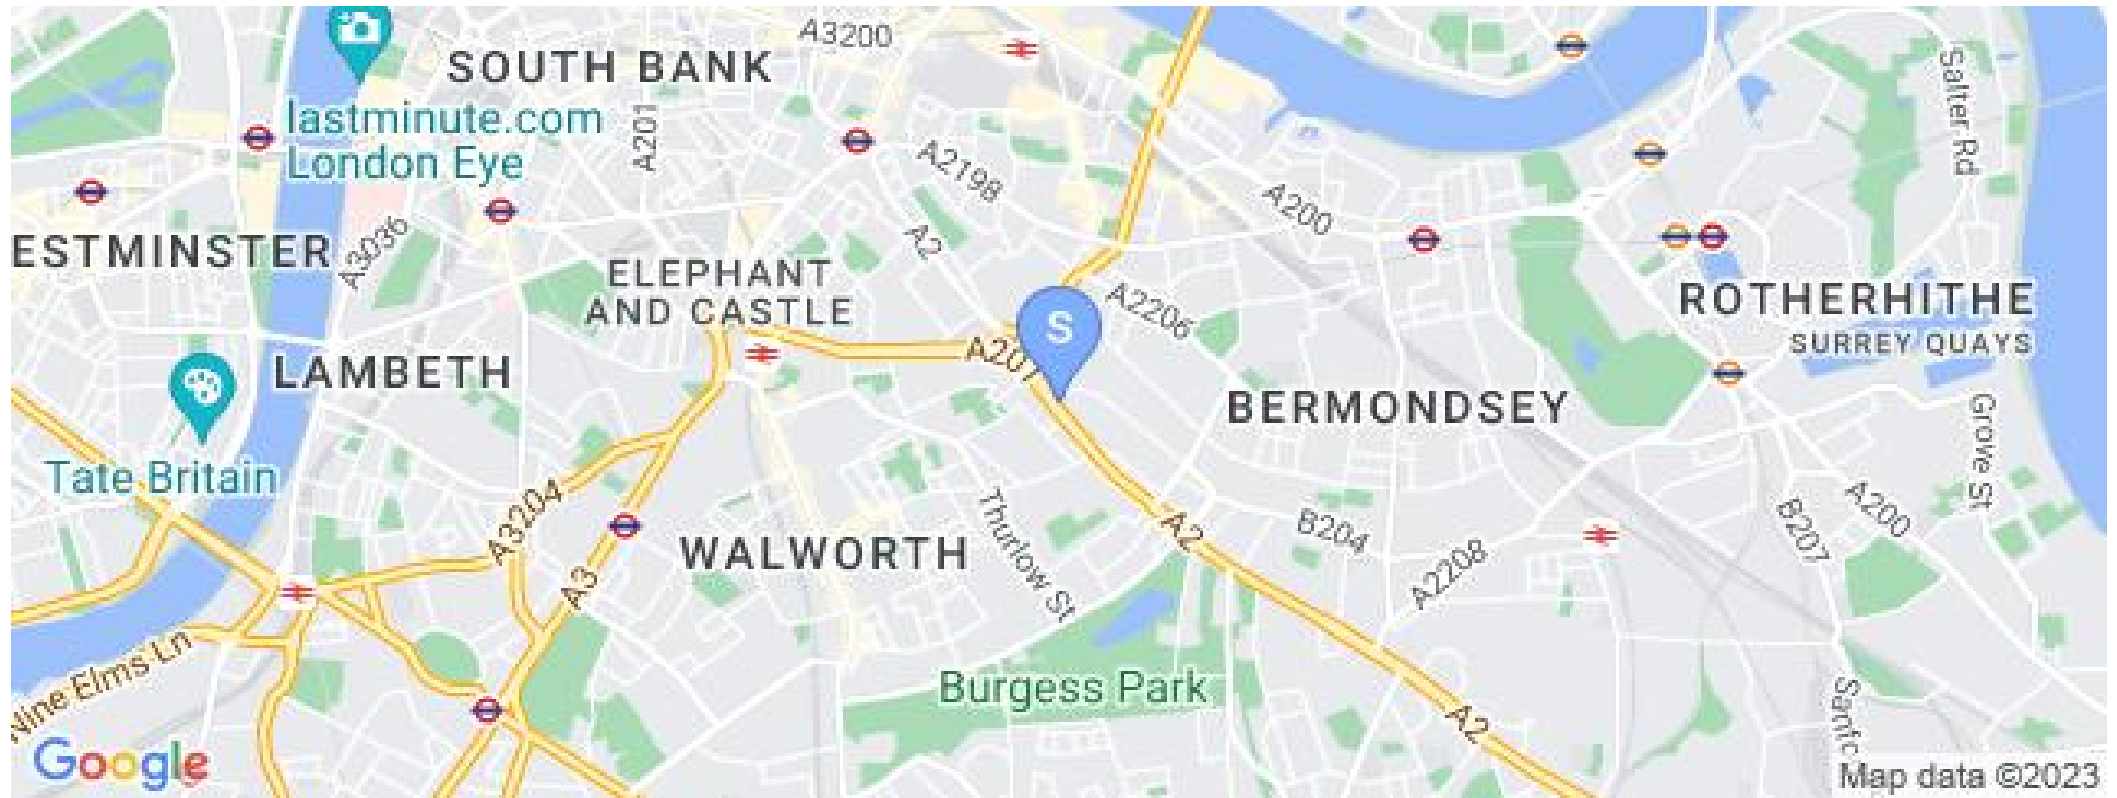 A3200
SOUTH BANK
lastminute.com
London Eye
A201
A2198
A200
Salter Rd
ESTMINSTER
A3036
A2
ELEPHANT
AND CASTLE
S
A2206
ROTHERHITHE
SURREY QUAYS
LAMBETH
A201
BERMONDSEY
Grove St
Tate Britain
A3204
Thurlow St
A2
B204
A2208
B207
A200
WALWORTH
A3
Nine Elms Ln
Burgess Park
A2
Google
Map data ©2023